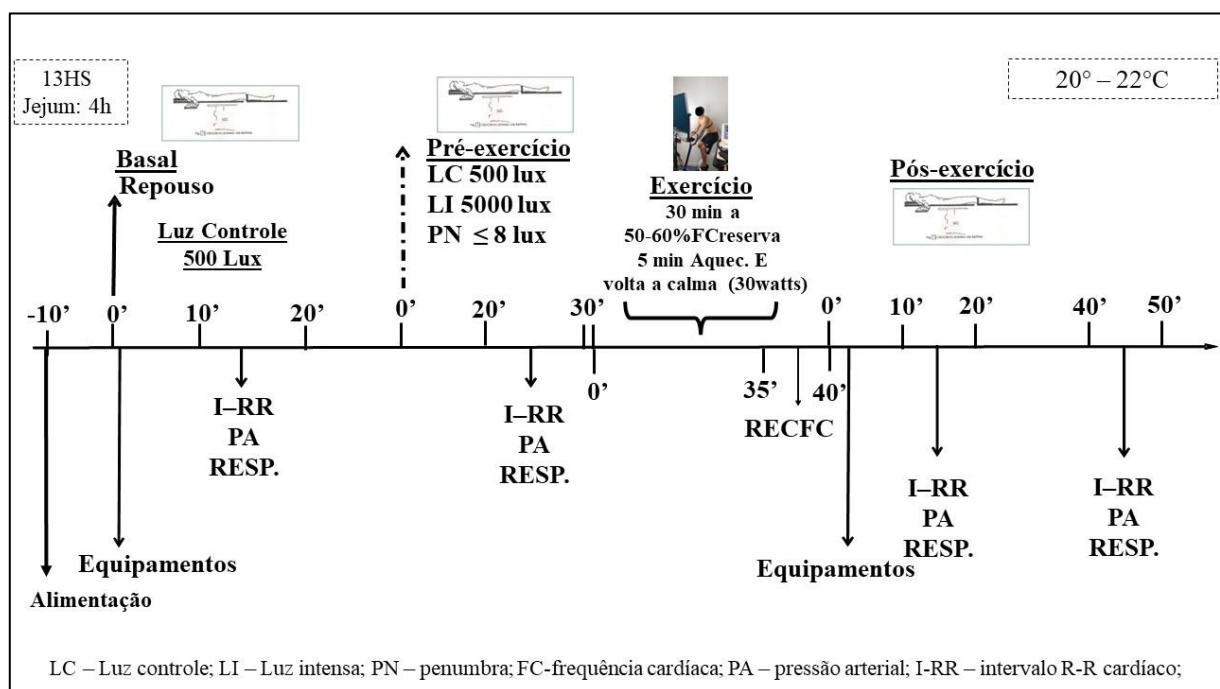 13HS
Jejum: 4h
20° – 22°C
Basal
Repouso
Luz Controle
500 Lux
Pré-exercício
LC 500 lux
LI 5000 lux
PN ≤ 8 lux
Exercício
30 min a
50-60%FCreserva
5 min Aquec. E
volta a calma (30watts)
Pós-exercício
-10’ 0’ 10’ 20’ 0’ 20’ 30’ 0’ 10’ 20’ 40’ 50’
0’ 35’ 40’
I–RR
PA
RESP.
I–RR
PA
RESP.
RECFC
I–RR
PA
RESP.
I–RR
PA
RESP.
Equipamentos
Equipamentos
Alimentação
LC – Luz controle; LI – Luz intensa; PN – penumbra; FC-frequência cardíaca; PA – pressão arterial; I-RR – intervalo R-R cardíaco;